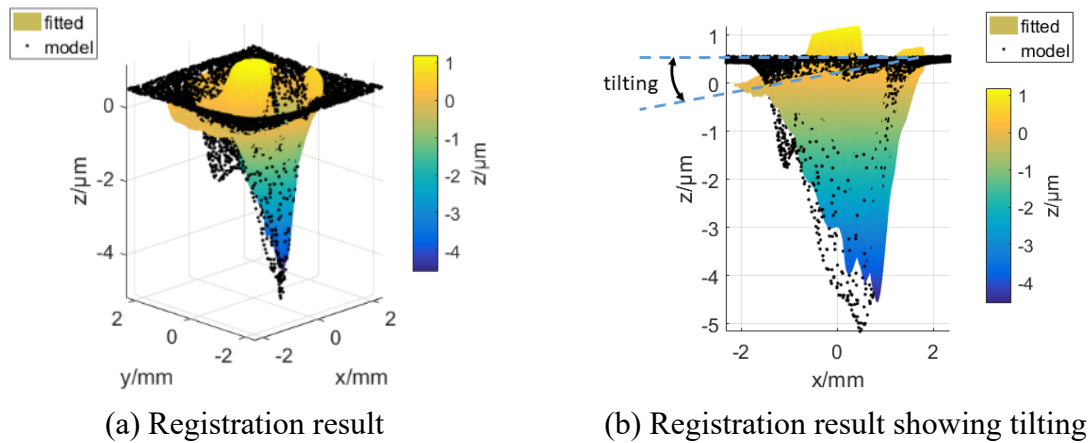 fitted
model
0
-2
-4
z/µm
2
0
-2
y/mm
-2
0
2
x/mm
1
0
-1
-2
-3
-4
z/µm
(a) Registration result
fitted
model
tilting
1
0
-1
-2
-3
-4
-5
z/µm
-2
0
2
x/mm
1
0
-1
-2
-3
-4
z/µm
(b) Registration result showing tilting